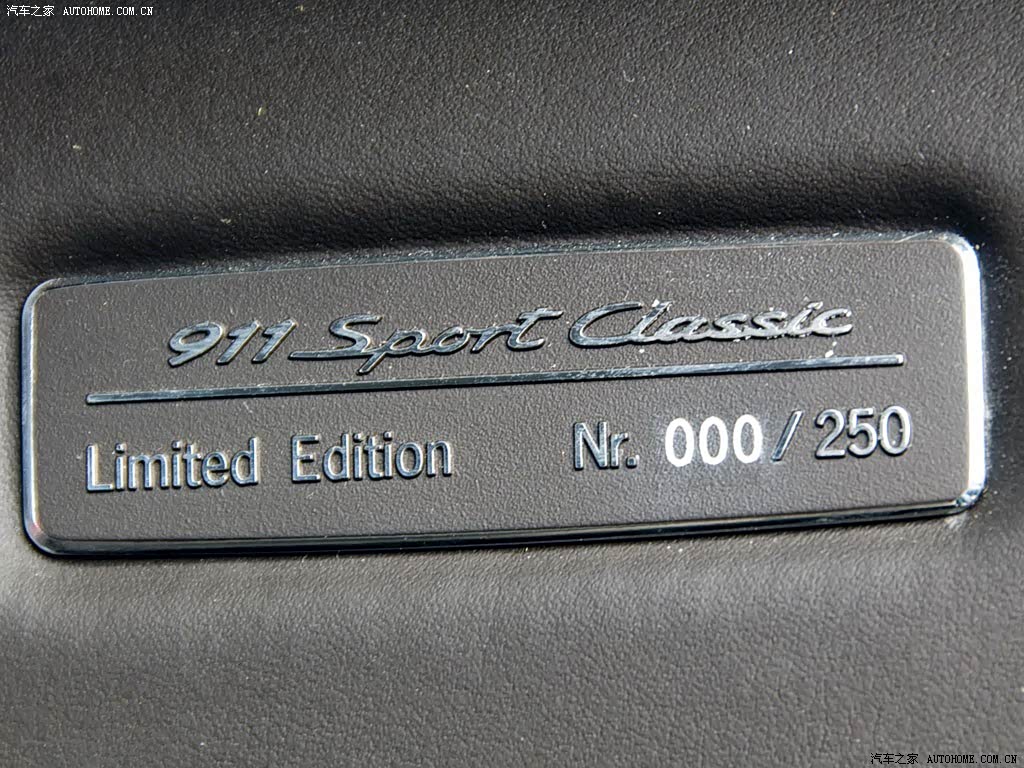 汽车之家 AUTOHOME.COM.CN
911 Sport Classic
Limited Edition Nr. 000 / 250
汽车之家 AUTOHOME.COM.CN